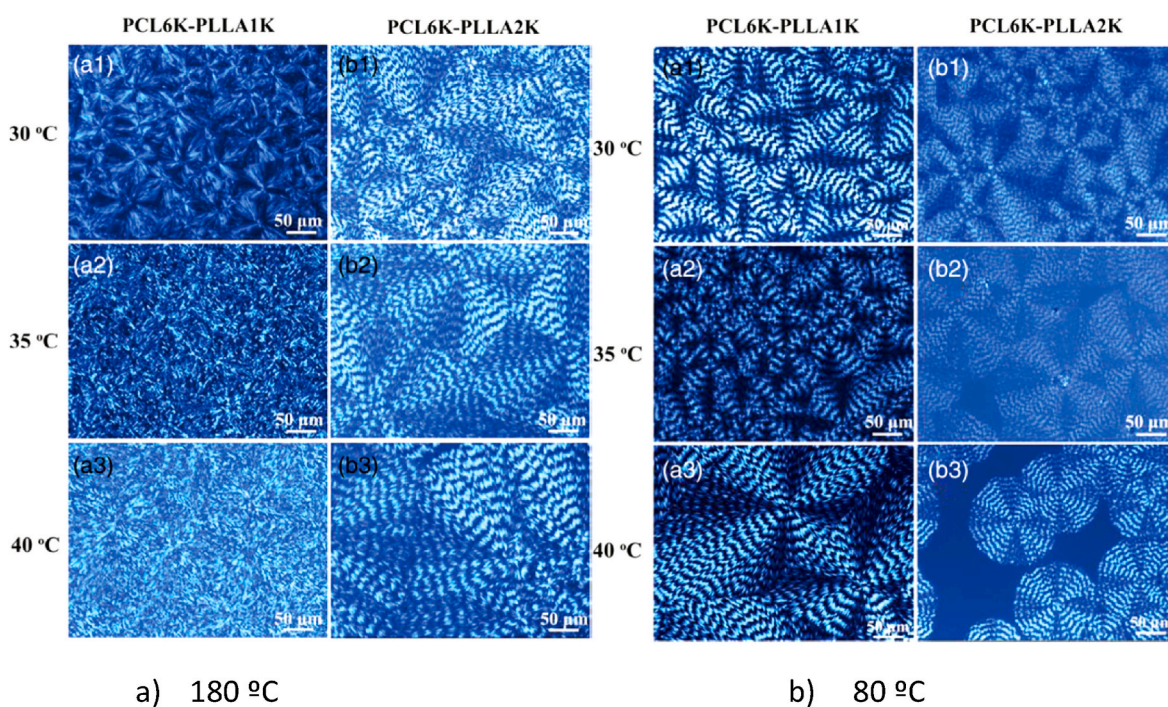 PCL6K-PLLA1K PCL6K-PLLA2K
30 ºC
(a1) 50 μm
(b1) 50 μm
35 ºC
(a2) 50 μm
(b2) 50 μm
40 ºC
(a3) 50 μm
(b3) 50 μm
a) 180 ºC
PCL6K-PLLA1K PCL6K-PLLA2K
30 ºC
(a1) 50 μm
(b1) 50 μm
35 ºC
(a2) 50 μm
(b2) 50 μm
40 ºC
(a3) 50 μm
(b3) 50 μm
b) 80 ºC